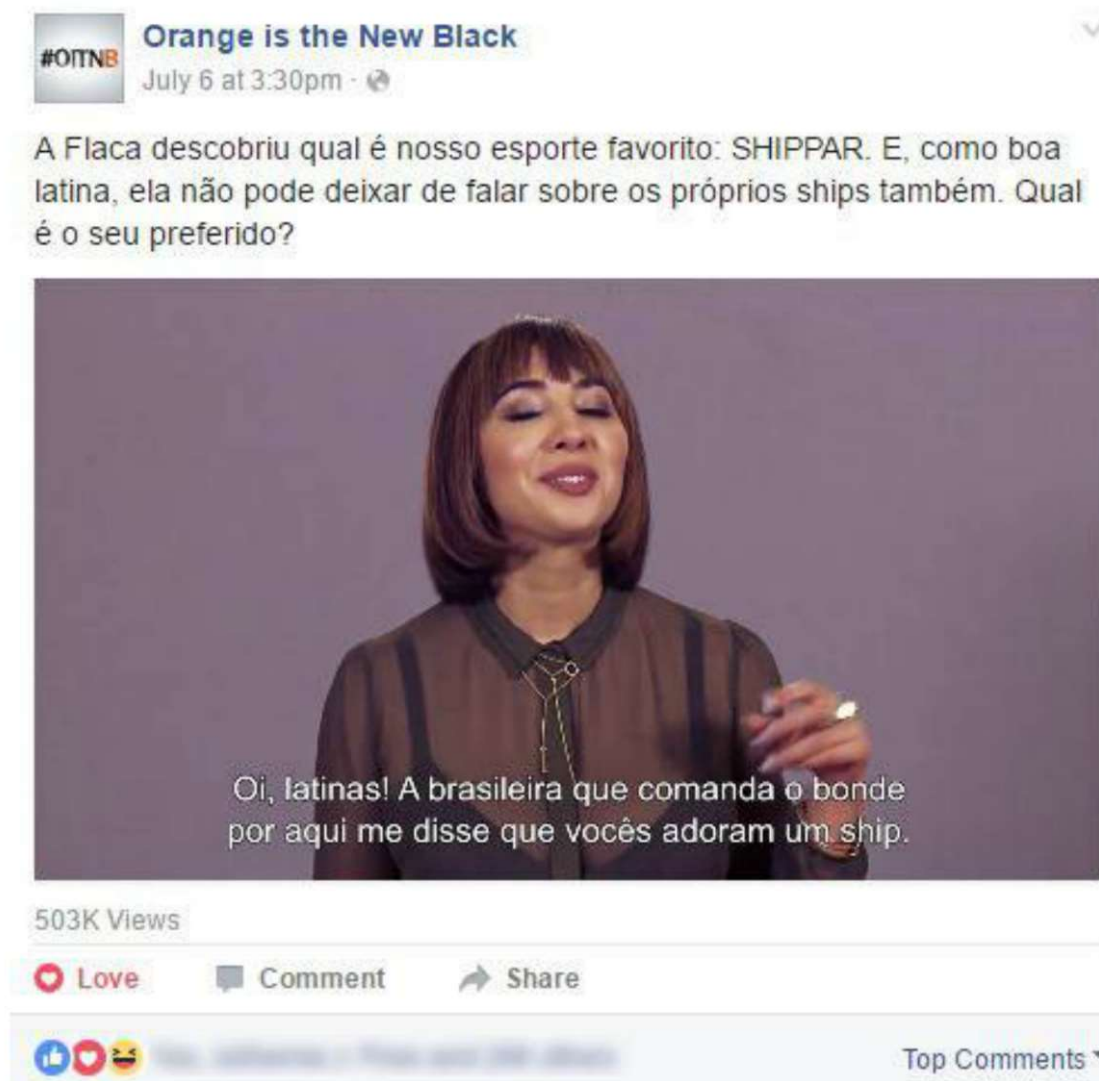 #OITNB
Orange is the New Black
July 6 at 3:30pm ·
A Flaca descobriu qual é nosso esporte favorito: SHIPPAR. E, como boa
latina, ela não pode deixar de falar sobre os próprios ships também. Qual
é o seu preferido?
Oi, latinas! A brasileira que comanda o bonde
por aqui me disse que vocês adoram um ship.
503K Views
Love Comment Share
Top Comments